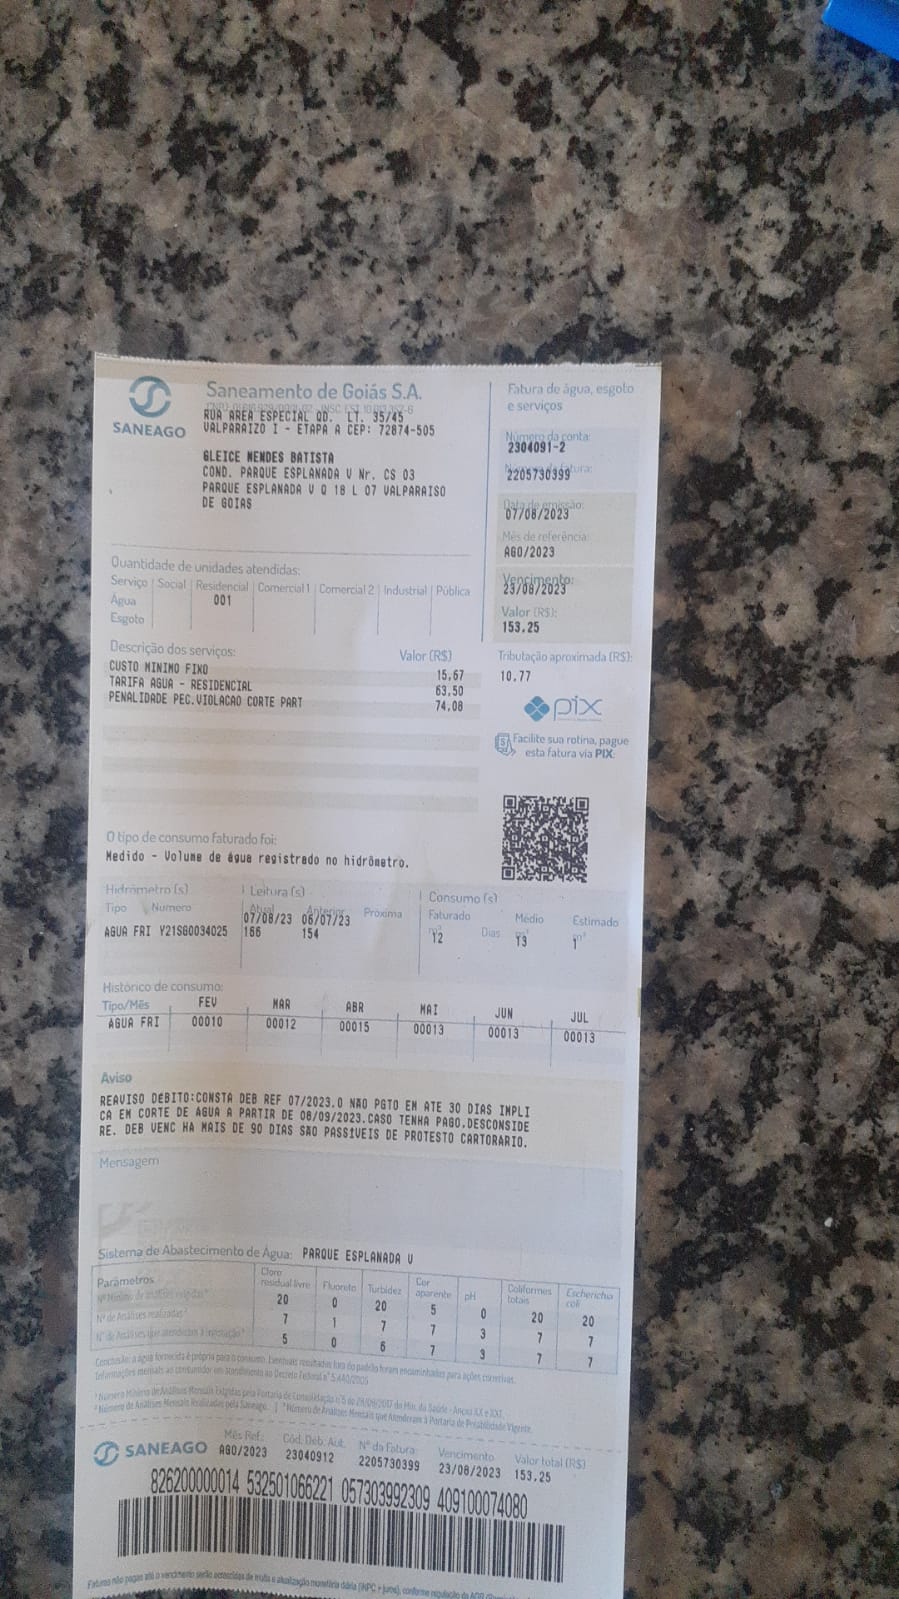 SANEAGO
Saneamento de Goiás S.A.
RUA AREA ESPECIAL QD. LT. 35/45
VALPARAIZO I - ETAPA A CEP: 72874-505
GLEICE MENDES BATISTA
COND. PARQUE ESPLANADA V Nr. CS 03
PARQUE ESPLANADA V Q 18 L 07 VALPARAISO
DE GOIAS
Fatura de água, esgoto
e serviços
Número da conta:
2304091-2
Número da fatura:
2205730399
Data de emissão:
07/08/2023
Mês de referência:
AGO/2023
Vencimento:
23/08/2023
Valor (R$):
153.25
Quantidade de unidades atendidas:
Serviço Social Residencial Comercial 1 Comercial 2 Industrial Pública
Água 001
Esgoto
Descrição dos serviços: Valor (R$)
CUSTO MINIMO FIXO 15,67
TARIFA AGUA - RESIDENCIAL 63,50
PENALIDADE PEC.VIOLACAO CORTE PART 74,08
Tributação aproximada (R$):
10.77
pix
Facilite sua rotina, pague
esta fatura via PIX.
O tipo de consumo faturado foi:
Medido - Volume de água registrado no hidrômetro.
Hidrômetro (s) Leitura (s) Consumo (s)
Tipo Numero Atual Anterior Próxima Faturado Dias Médio Estimado
07/08/23 06/07/23
AGUA FRI Y21SG0034025 166 154 12 13 1
Histórico de consumo:
Tipo/Mês FEV MAR ABR MAI JUN JUL
AGUA FRI 00010 00012 00015 00013 00013 00013
Aviso
REAVISO DEBITO:CONSTA DEB REF 07/2023.O NÃO PGTO EM ATE 30 DIAS IMPLI
CA EM CORTE DE ÁGUA A PARTIR DE 08/09/2023.CASO TENHA PAGO.DESCONSIDE
RE. DEB VENC HA MAIS DE 90 DIAS SÃO PASSIVEIS DE PROTESTO CARTORARIO.
Mensagem
Sistema de Abastecimento de Água: PARQUE ESPLANADA V
Parâmetros Cloro residual livre Fluoreto Turbidez Cor aparente pH Coliformes totais Escherichia coli
Nº Mínimo de análises exigidas¹ 20 0 20 5 0 20 20
Nº de Análises realizadas² 7 1 7 7 3 7 7
Nº de Análises que atenderam à legislação³ 5 0 6 7 3 7 7
Conclusão: a água fornecida é própria para o consumo. Eventuais resultados fora do padrão foram encaminhados para ações corretivas.
Informações mensais ao consumidor em atendimento ao Decreto Federal nº 5.440/2005
¹ Número Mínimo de Análises Mensais Exigidas pela Portaria de Consolidação nº5 de 28/09/2017 do Min. da Saúde - Anexo XX e XXI.
² Número de Análises Mensais Realizadas pela Saneago. | ³ Número de Análises Mensais que Atenderam à Portaria de Potabilidade Vigente.
SANEAGO
Mês Ref.: Cód. Deb. Aut. Nº da Fatura: Vencimento Valor total (R$)
AGO/2023 23040912 2205730399 23/08/2023 153.25
826200000014 532501066221 057303992309 409100074080
Faturas não pagas até o vencimento serão acrescidas de multa e atualização monetária diária (INPC + juros), conforme regulação da AGR